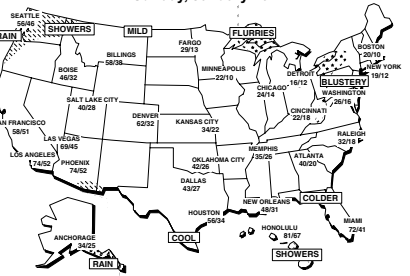 SEATTLE
56/46
RAIN
SHOWERS
MILD
FARGO
29/13
FLURRIES
BOSTON
20/10
NEW YORK
19/12
BILLINGS
58/38
BOISE
46/32
MINNEAPOLIS
22/10
DETROIT
16/12
BLUSTERY
WASHINGTON
26/16
CHICAGO
24/14
SALT LAKE CITY
40/28
DENVER
62/32
KANSAS CITY
34/22
CINCINNATI
22/18
AN FRANCISCO
58/51
LAS VEGAS
69/45
RALEIGH
32/18
LOS ANGELES
74/52
PHOENIX
74/52
OKLAHOMA CITY
42/26
MEMPHIS
35/26
ATLANTA
40/20
DALLAS
43/27
NEW ORLEANS
48/31
COLDER
HOUSTON
56/34
MIAMI
72/41
ANCHORAGE
34/25
COOL
HONOLULU
81/67
RAIN
SHOWERS